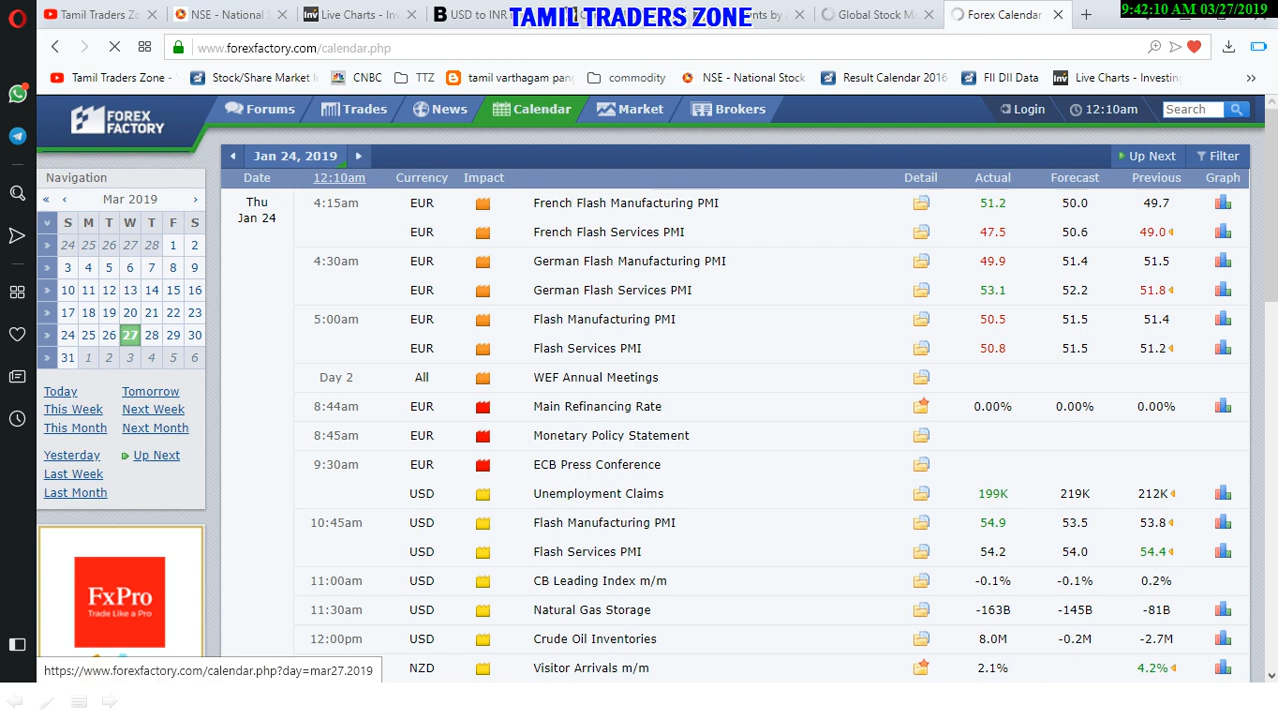 TAMIL TRADERS ZONE
9:42:10 AM 03/27/2019
Tamil Traders Zo
NSE - National S
Live Charts - Inv
USD to INR
nts by
Global Stock M
Forex Calendar
www.forexfactory.com/calendar.php
Tamil Traders Zone -
Stock/Share Market I
CNBC
TTZ
tamil varthagam pang
commodity
NSE - National Stock
Result Calendar 2016
FII DII Data
Live Charts - Investing
FOREX FACTORY
Forums
Trades
News
Calendar
Market
Brokers
Login
12:10am
Search
Navigation
« ‹ Mar 2019 ›
S M T W T F S
24 25 26 27 28 1 2
3 4 5 6 7 8 9
10 11 12 13 14 15 16
17 18 19 20 21 22 23
24 25 26 27 28 29 30
31 1 2 3 4 5 6
Today Tomorrow
This Week Next Week
This Month Next Month
Yesterday Up Next
Last Week
Last Month
FxPro
Trade Like a Pro
Jan 24, 2019
Up Next
Filter
Date 12:10am Currency Impact Detail Actual Forecast Previous Graph
Thu
Jan 24
4:15am EUR French Flash Manufacturing PMI 51.2 50.0 49.7
EUR French Flash Services PMI 47.5 50.6 49.0
4:30am EUR German Flash Manufacturing PMI 49.9 51.4 51.5
EUR German Flash Services PMI 53.1 52.2 51.8
5:00am EUR Flash Manufacturing PMI 50.5 51.5 51.4
EUR Flash Services PMI 50.8 51.5 51.2
Day 2 All WEF Annual Meetings
8:44am EUR Main Refinancing Rate 0.00% 0.00% 0.00%
8:45am EUR Monetary Policy Statement
9:30am EUR ECB Press Conference
USD Unemployment Claims 199K 219K 212K
10:45am USD Flash Manufacturing PMI 54.9 53.5 53.8
USD Flash Services PMI 54.2 54.0 54.4
11:00am USD CB Leading Index m/m -0.1% -0.1% 0.2%
11:30am USD Natural Gas Storage -163B -145B -81B
12:00pm USD Crude Oil Inventories 8.0M -0.2M -2.7M
NZD Visitor Arrivals m/m 2.1% 4.2%
https://www.forexfactory.com/calendar.php?day=mar27.2019